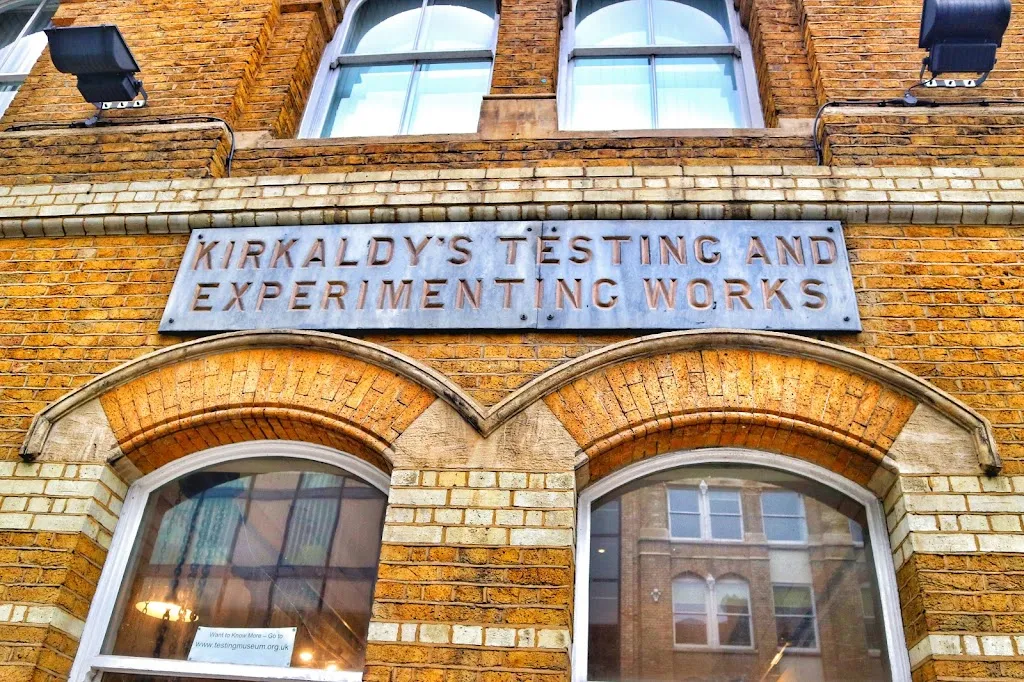 KIRKALDY'S TESTING AND
EXPERIMENTING WORKS
Want to Know More – Go to
www.testingmuseum.org.uk